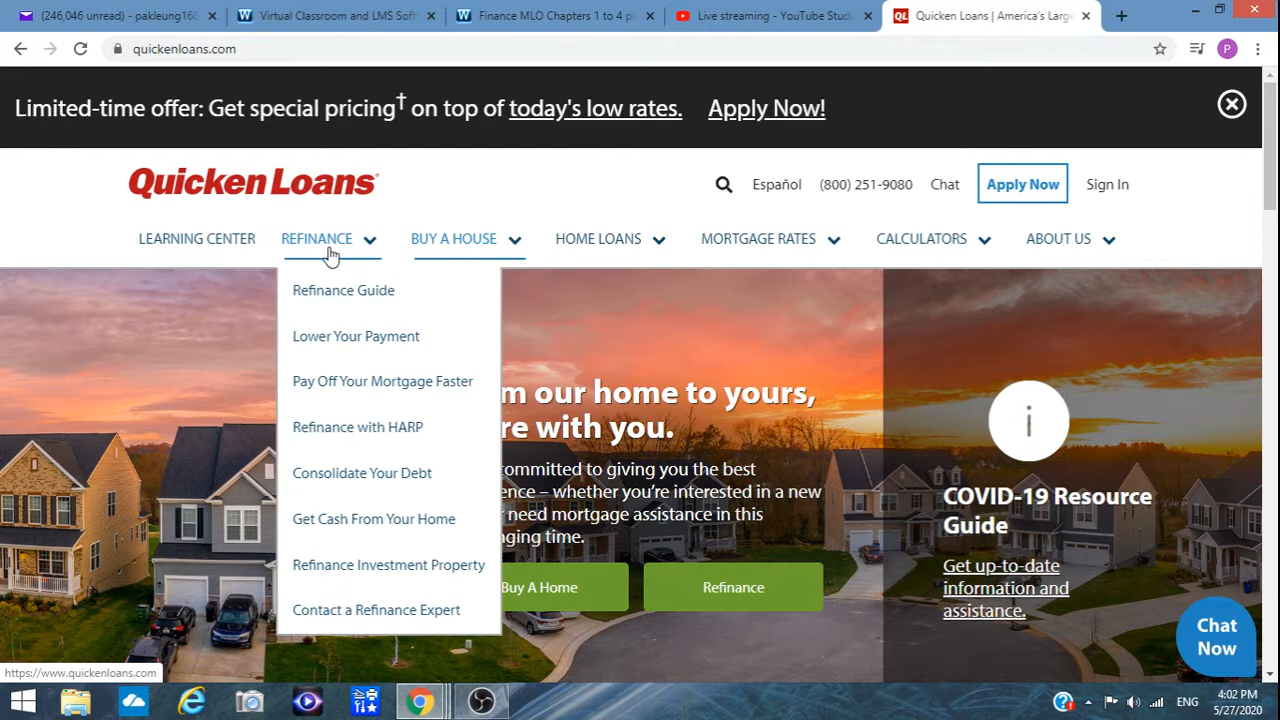 (246,046 unread) - pakleung168
Virtual Classroom and LMS Soft
Finance MLO Chapters 1 to 4 p
Live streaming - YouTube Studi
QL Quicken Loans | America's Large
quickenloans.com
P
Limited-time offer: Get special pricing† on top of today's low rates. Apply Now!
Quicken Loans
Español (800) 251-9080 Chat Apply Now Sign In
LEARNING CENTER REFINANCE BUY A HOUSE HOME LOANS MORTGAGE RATES CALCULATORS ABOUT US
Refinance Guide
Lower Your Payment
Pay Off Your Mortgage Faster
Refinance with HARP
Consolidate Your Debt
Get Cash From Your Home
Refinance Investment Property
Contact a Refinance Expert
m our home to yours,
re with you.
committed to giving you the best
ence – whether you're interested in a new
need mortgage assistance in this
nging time.
Buy A Home Refinance
i
COVID-19 Resource
Guide
Get up-to-date
information and
assistance.
Chat
Now
https://www.quickenloans.com
ENG
4:02 PM
5/27/2020